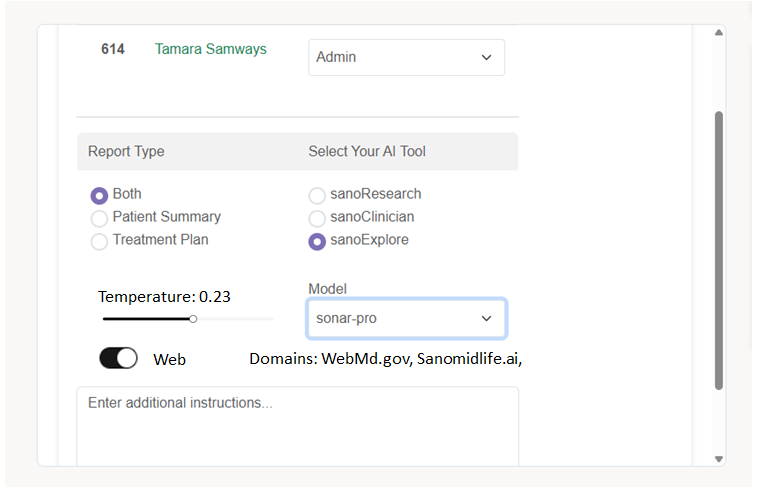 614 Tamara Samways Admin
Report Type Select Your AI Tool
Both sanoResearch
Patient Summary sanoClinician
Treatment Plan sanoExplore
Model
Temperature: 0.23
sonar-pro
Web Domains: WebMd.gov, Sanomidlife.ai,
Enter additional instructions...